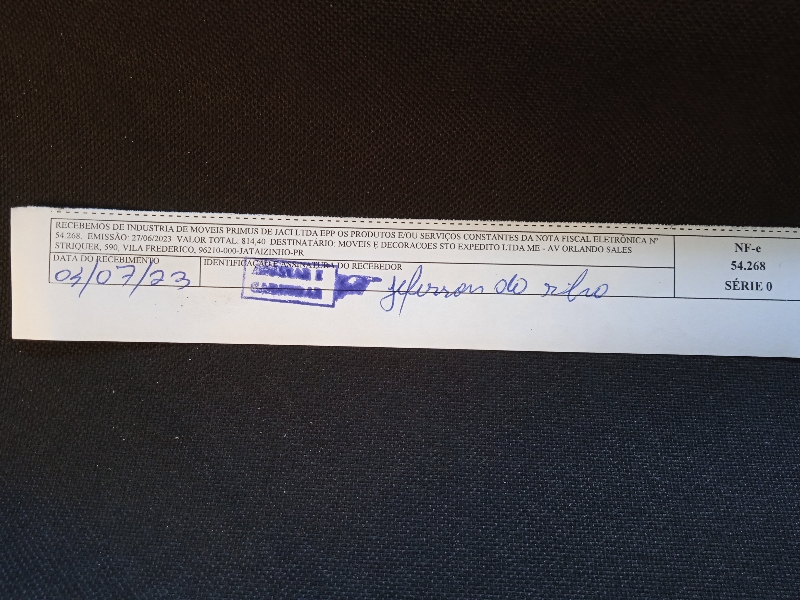 RECEBEMOS DE INDUSTRIA DE MOVEIS PRIMUS DE JACI LTDA EPP OS PRODUTOS E/OU SERVIÇOS CONSTANTES DA NOTA FISCAL ELETRÔNICA Nº
54.268, EMISSÃO: 27/06/2023 VALOR TOTAL: 814,40 DESTINATÁRIO: MOVEIS E DECORACOES STO EXPEDITO LTDA ME - AV ORLANDO SALES
STRIQUER, 590, VILA FREDERICO, 96210-000-JATAIZINHO-PR
DATA DO RECEBIMENTO
IDENTIFICAÇÃO E ASSINATURA DO RECEBEDOR
04/07/23
NF-e
54.268
SÉRIE 0